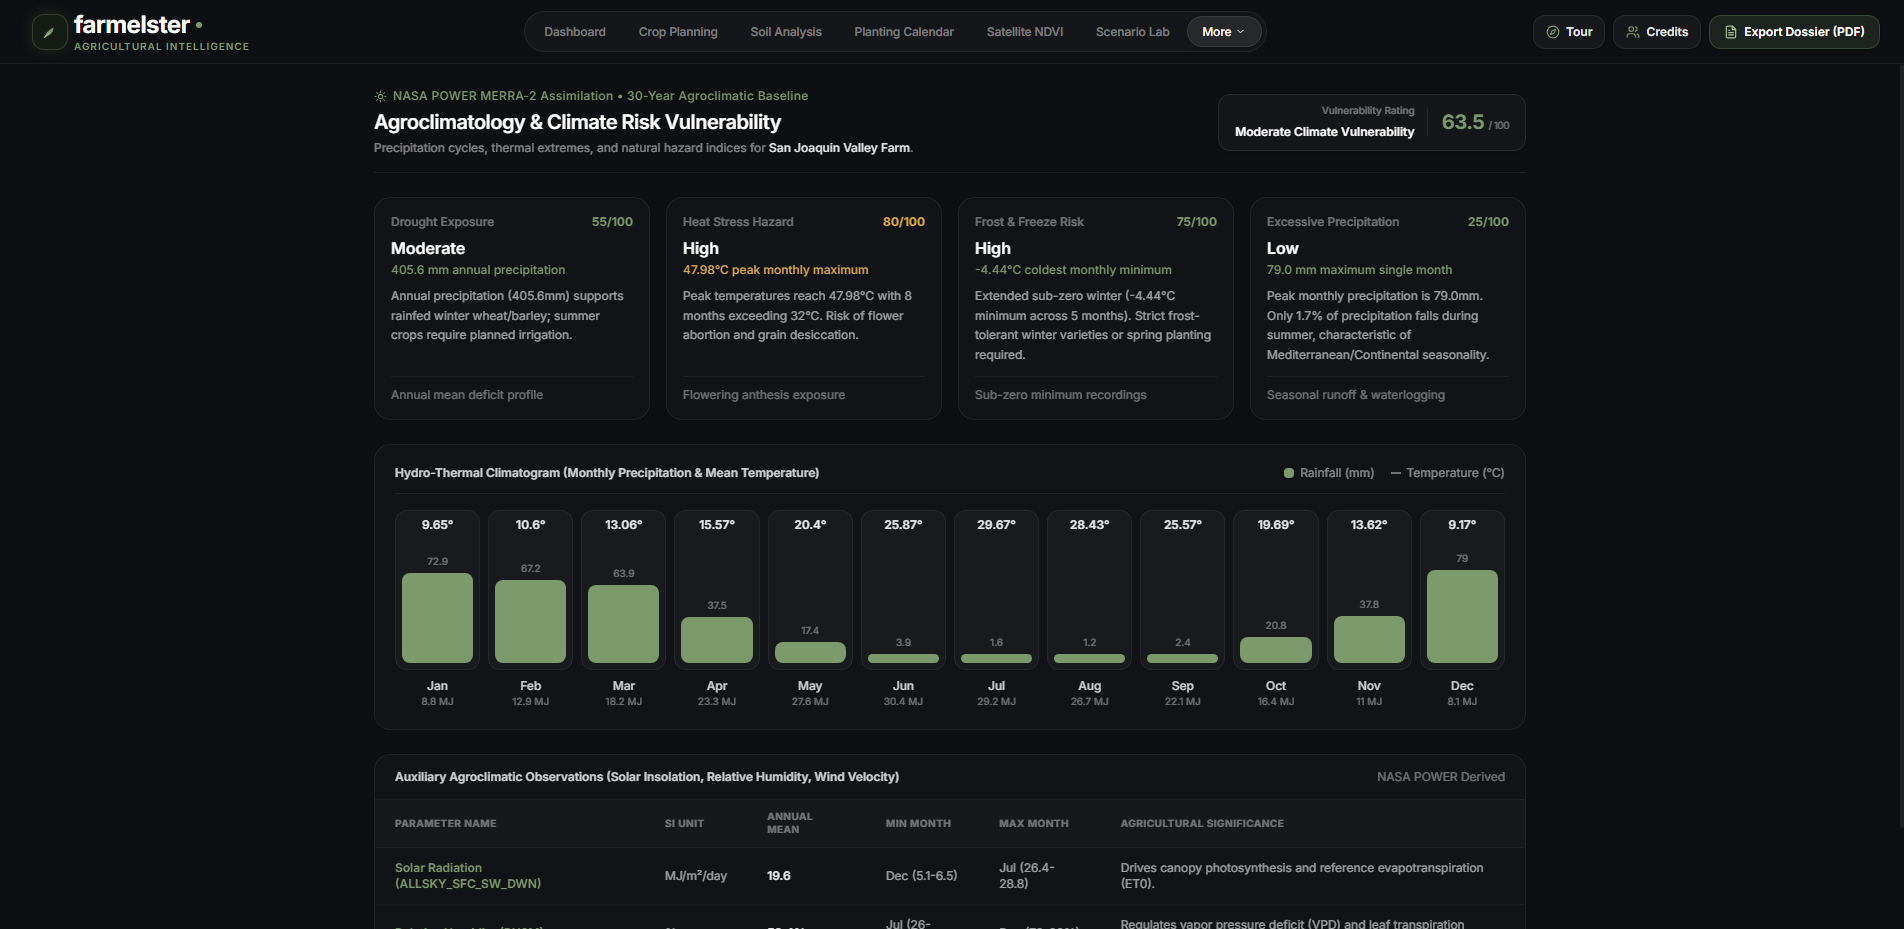 farmelster
AGRICULTURAL INTELLIGENCE
Dashboard
Crop Planning
Soil Analysis
Planting Calendar
Satellite NDVI
Scenario Lab
More
Tour
Credits
Export Dossier (PDF)
NASA POWER MERRA-2 Assimilation • 30-Year Agroclimatic Baseline
Agroclimatology & Climate Risk Vulnerability
Precipitation cycles, thermal extremes, and natural hazard indices for San Joaquin Valley Farm.
Vulnerability Rating
Moderate Climate Vulnerability
63.5 / 100
Drought Exposure 55/100
Moderate
405.6 mm annual precipitation
Annual precipitation (405.6mm) supports
rainfed winter wheat/barley; summer
crops require planned irrigation.
Annual mean deficit profile
Heat Stress Hazard 80/100
High
47.98°C peak monthly maximum
Peak temperatures reach 47.98°C with 8
months exceeding 32°C. Risk of flower
abortion and grain desiccation.
Flowering anthesis exposure
Frost & Freeze Risk 75/100
High
-4.44°C coldest monthly minimum
Extended sub-zero winter (-4.44°C
minimum across 5 months). Strict frost-
tolerant winter varieties or spring planting
required.
Sub-zero minimum recordings
Excessive Precipitation 25/100
Low
79.0 mm maximum single month
Peak monthly precipitation is 79.0mm.
Only 1.7% of precipitation falls during
summer, characteristic of
Mediterranean/Continental seasonality.
Seasonal runoff & waterlogging
Hydro-Thermal Climatogram (Monthly Precipitation & Mean Temperature)
Rainfall (mm) Temperature (°C)
9.65° 10.6° 13.06° 15.57° 20.4° 25.87° 29.67° 28.43° 25.57° 19.69° 13.62° 9.17°
72.9 67.2 63.9 37.5 17.4 3.9 1.6 1.2 2.4 20.8 37.8 79
Jan Feb Mar Apr May Jun Jul Aug Sep Oct Nov Dec
8.8 MJ 12.9 MJ 18.2 MJ 23.3 MJ 27.6 MJ 30.4 MJ 29.2 MJ 26.7 MJ 22.1 MJ 16.4 MJ 11 MJ 8.1 MJ
Auxiliary Agroclimatic Observations (Solar Insolation, Relative Humidity, Wind Velocity)
NASA POWER Derived
PARAMETER NAME
SI UNIT
ANNUAL
MEAN
MIN MONTH
MAX MONTH
AGRICULTURAL SIGNIFICANCE
Solar Radiation
(ALLSKY_SFC_SW_DWN)
MJ/m²/day
19.6
Dec (5.1-6.5)
Jul (26.4-
28.8)
Drives canopy photosynthesis and reference evapotranspiration
(ET0).
Jul (26-
Regulates vapor pressure deficit (VPD) and leaf transpiration